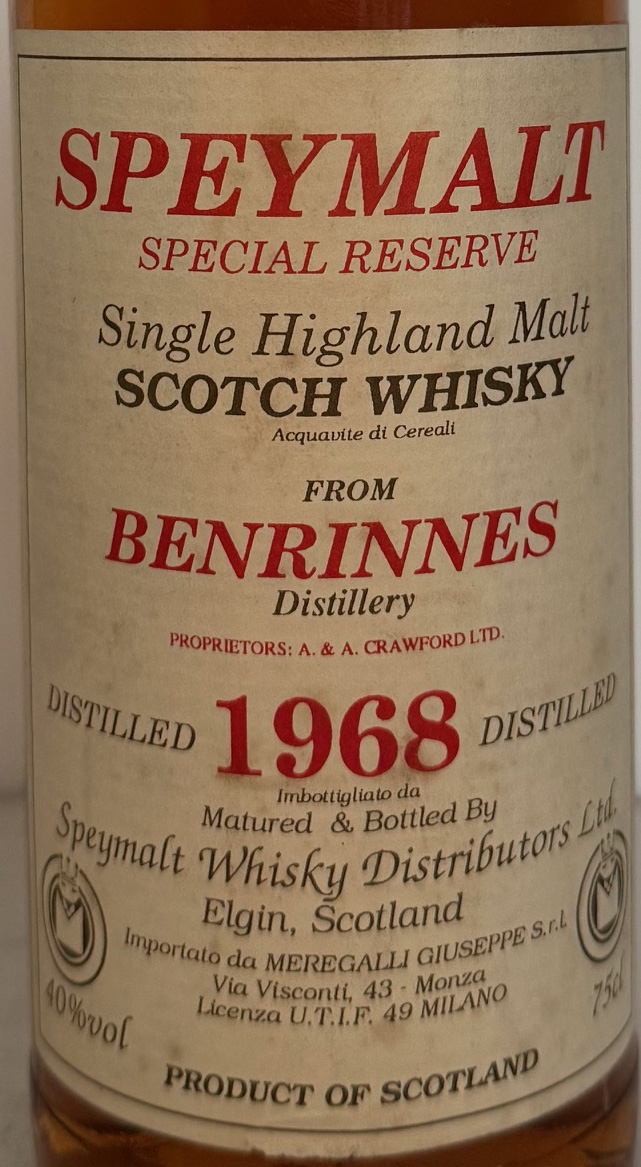 SPEYMALT
SPECIAL RESERVE
Single Highland Malt
SCOTCH WHISKY
Acquavite di Cereali
FROM
BENRINNES
Distillery
PROPRIETORS: A. & A. CRAWFORD LTD.
DISTILLED 1968 DISTILLED
Imbottigliato da
Matured & Bottled By
Speymalt Whisky Distributors Ltd.
Elgin, Scotland
Importato da MEREGALLI GIUSEPPE S.r.l.
Via Visconti, 43 - Monza
Licenza U.T.I.F. 49 MILANO
40%vol 75cl
PRODUCT OF SCOTLAND